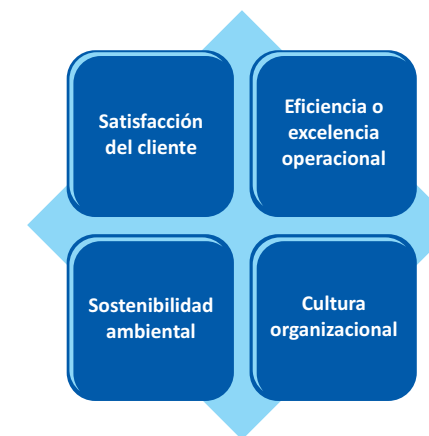 Satisfacción
del cliente
Eficiencia o
excelencia
operacional
Sostenibilidad
ambiental
Cultura
organizacional